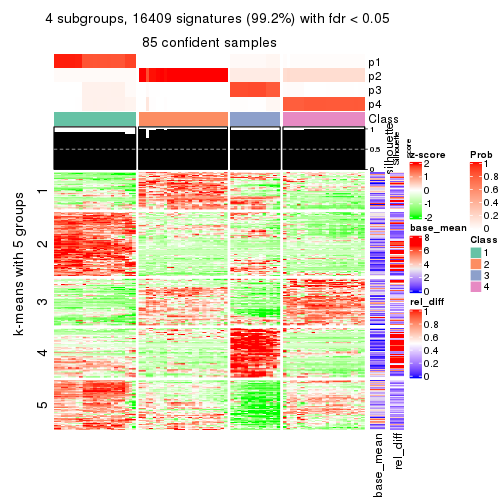 4 subgroups, 16409 signatures (99.2%) with fdr < 0.05
85 confident samples
p1
p2
p3
p4
Class
1
0.5
0
silhouette
k-means with 5 groups
1
2
3
4
5
base_mean
rel_diff
z-score
2
1
0
-1
-2
base_mean
8
6
4
2
0
rel_diff
1
0.8
0.6
0.4
0.2
0
Prob
1
0.8
0.6
0.4
0.2
0
Class
1
2
3
4